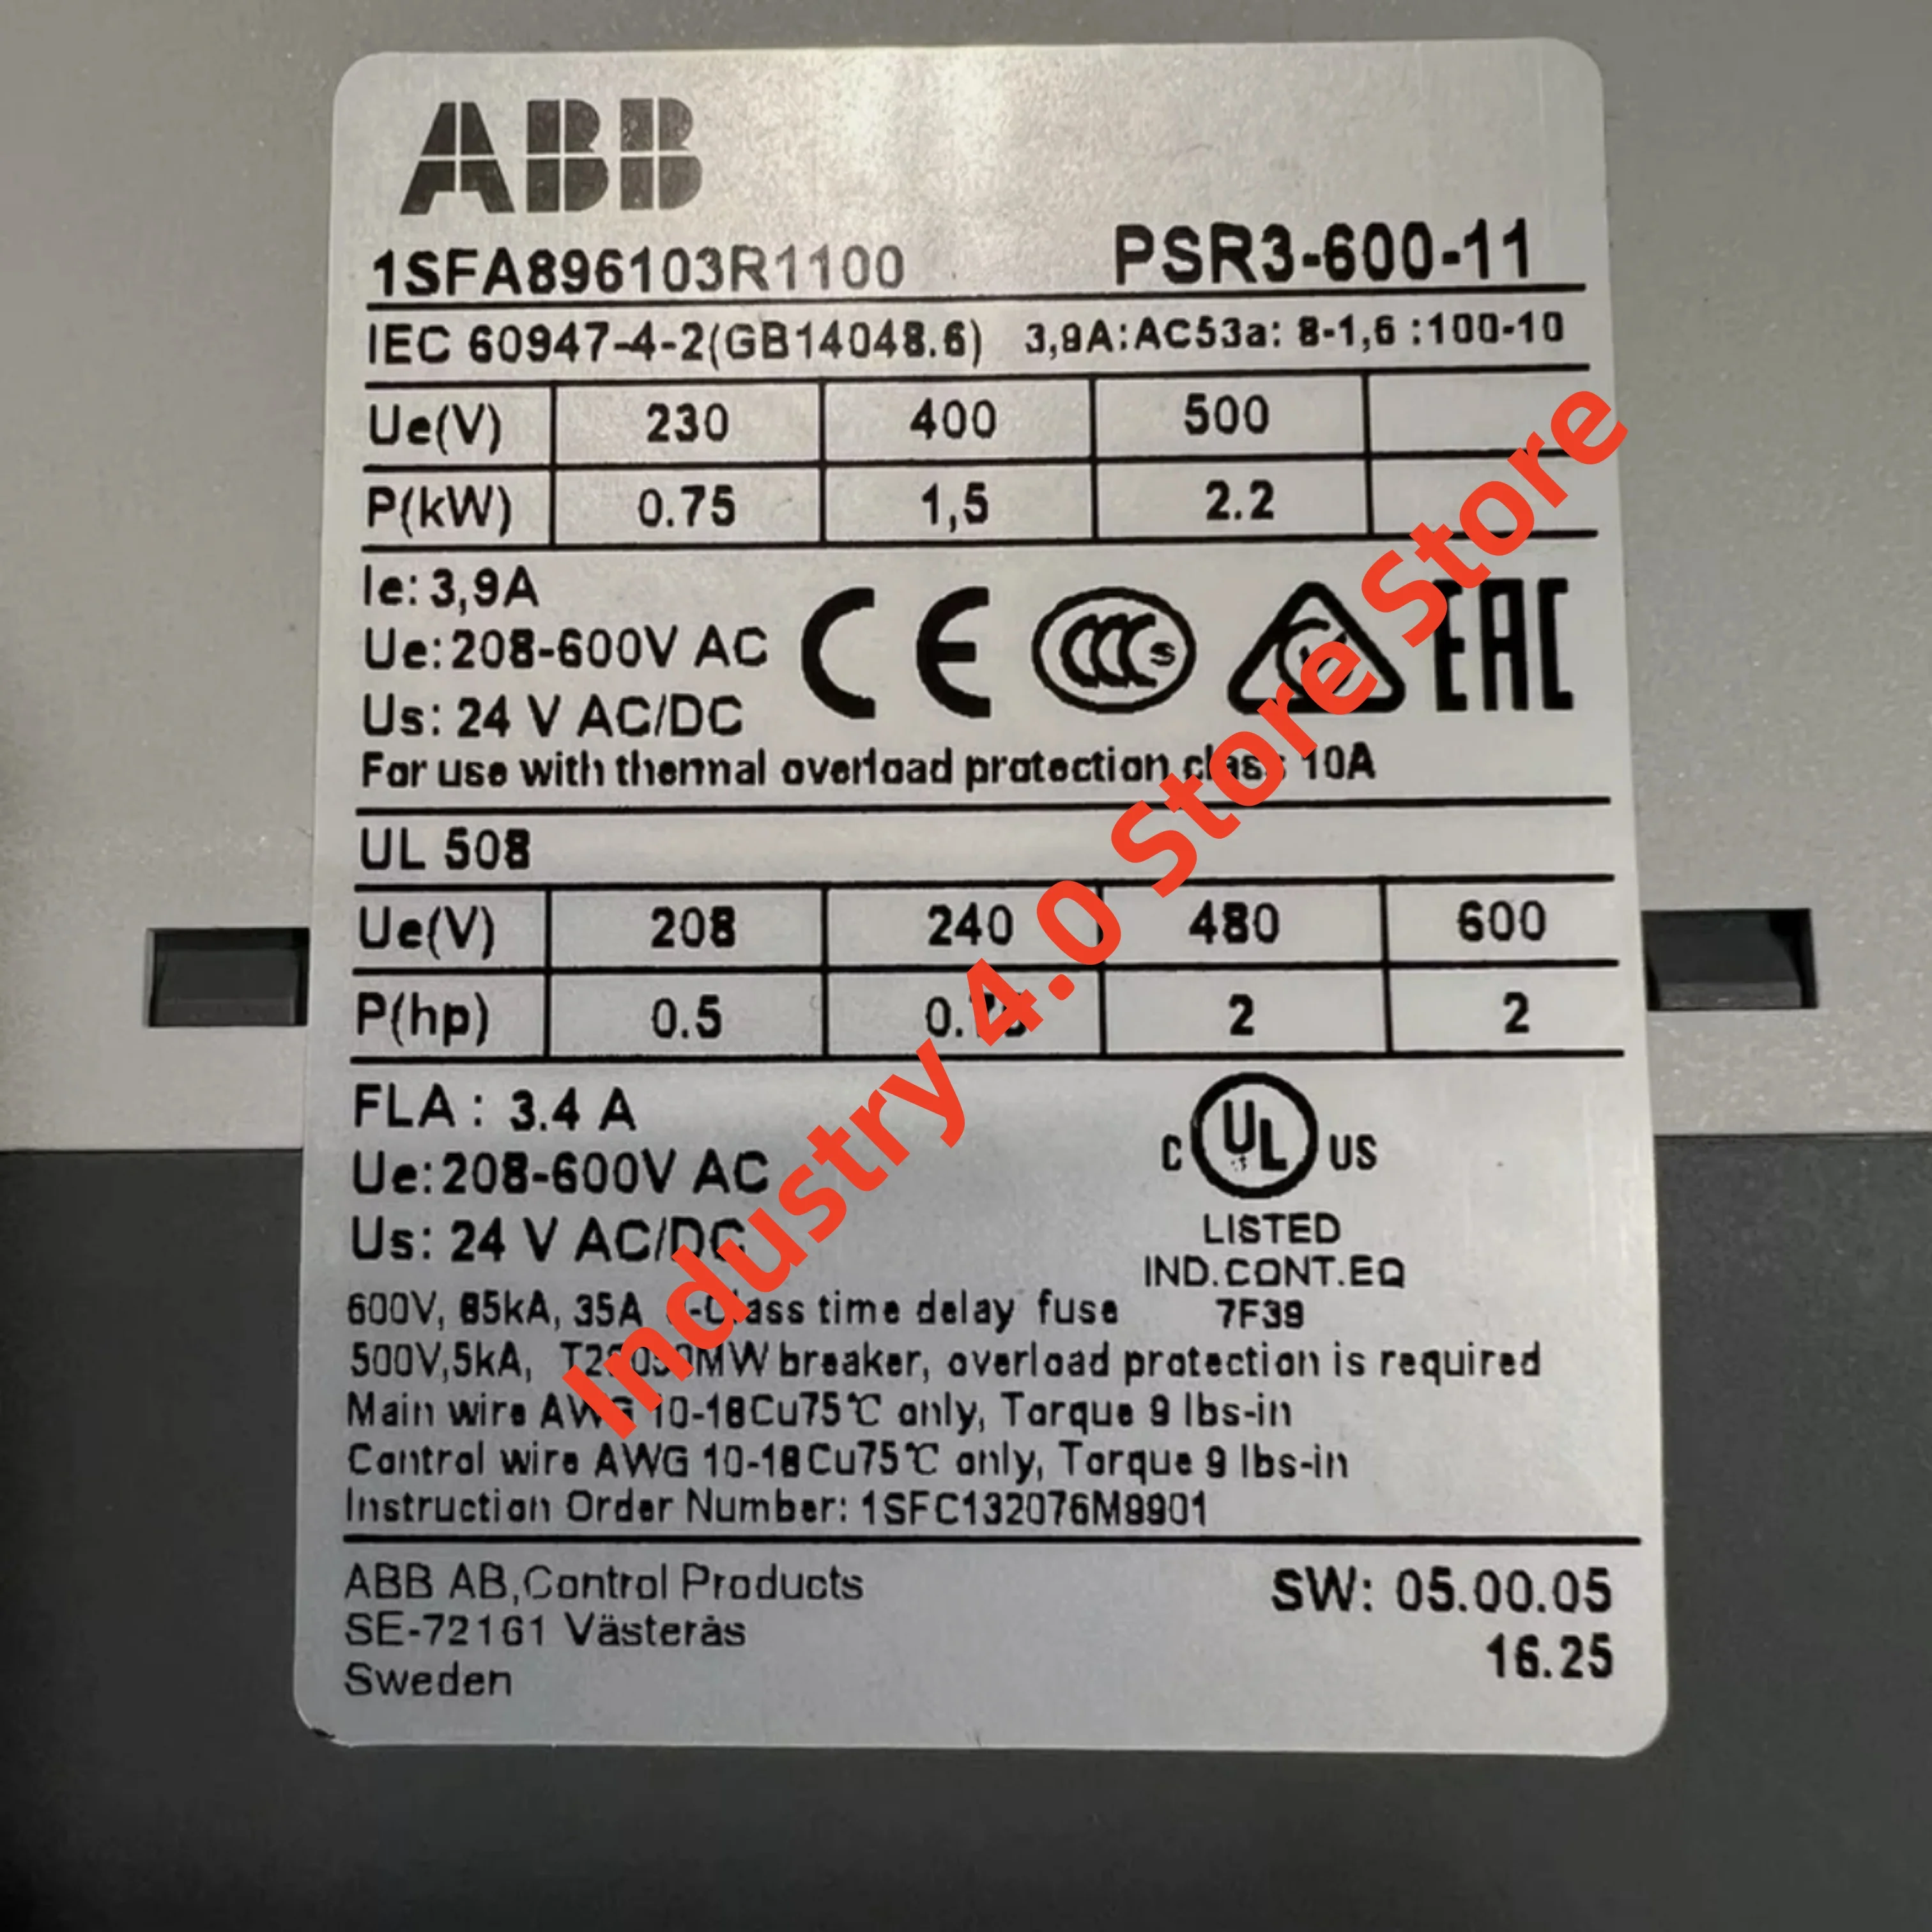 ABB
1SFA896103R1100 PSR3-600-11
IEC 60947-4-2(GB14048.6) 3,9A:AC53a: 8-1,6 :100-10
Ue(V) 230 400 500
P(kW) 0.75 1,5 2.2
Ie: 3,9A
Ue:208-600V AC
Us: 24 V AC/DC
CE CCC S EAC
For use with thermal overload protection class 10A
UL 508
Ue(V) 208 240 480 600
P(hp) 0.5 0.75 2 2
FLA : 3.4 A
Ue:208-600V AC
Us: 24 V AC/DC
C UL US
LISTED
IND.CONT.EQ
7F39
600V, 85kA, 35A time delay fuse
500V,5kA, breaker, overload protection is required
Main wire AWG 10-18Cu75℃ only, Torque 9 lbs-in
Control wire AWG 10-18Cu75℃ only, Torque 9 lbs-in
Instruction Order Number: 1SFC132076M9901
ABB AB,Control Products
SE-72161 Västerås
Sweden
SW: 05.00.05
16.25
Industry 4.0 Store Store